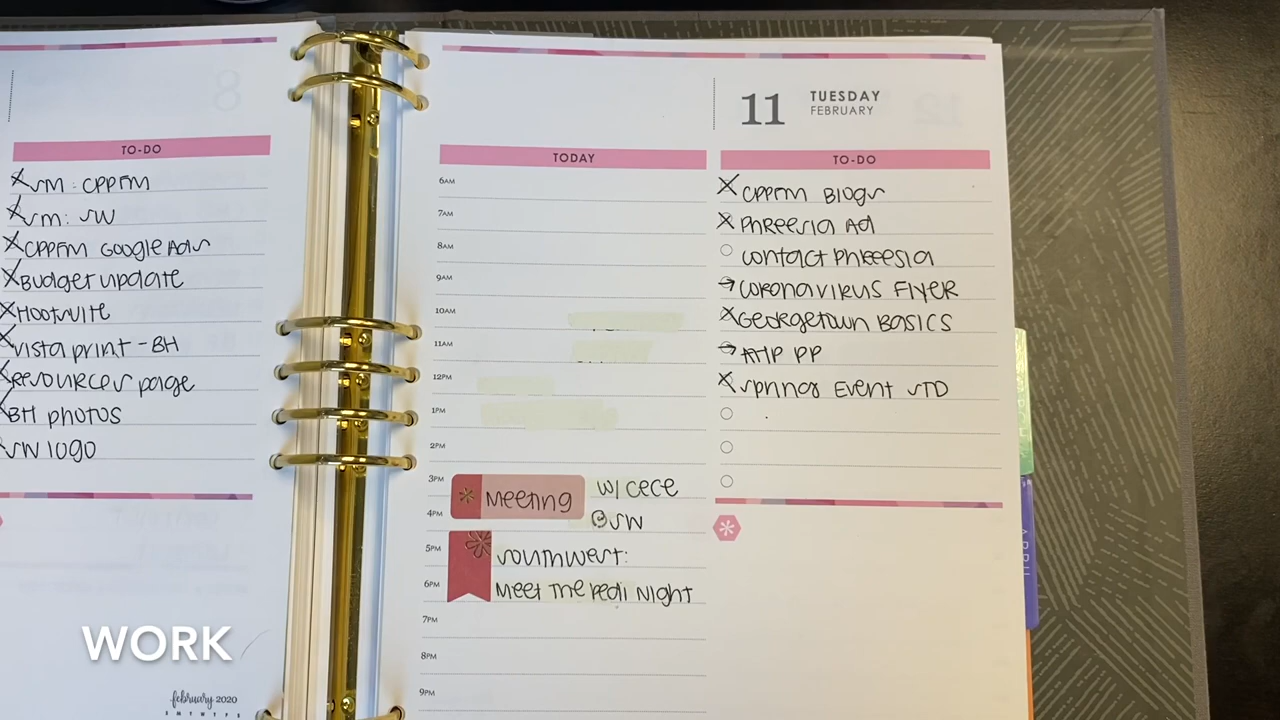 TO-DO
SM: CPPFM
SM: SW
CPPFM Google Ads
Budget update
Hootsuite
Vistaprint - BH
Resources page
BH photos
SW logo
WORK
february 2020
S M T W T F S
TODAY
6AM
7AM
8AM
9AM
10AM
11AM
12PM
1PM
2PM
3PM
Meeting w/ CeCe
4PM
@SW
5PM
Southwest:
6PM
Meet The Pedi Night
7PM
8PM
9PM
11 TUESDAY
FEBRUARY
TO-DO
CPPFM Blogs
Phreesia Ad
Contact Phreesia
Coronavirus Flyer
Georgetown BASICS
AHP PP
Spring Event STD
APRIL